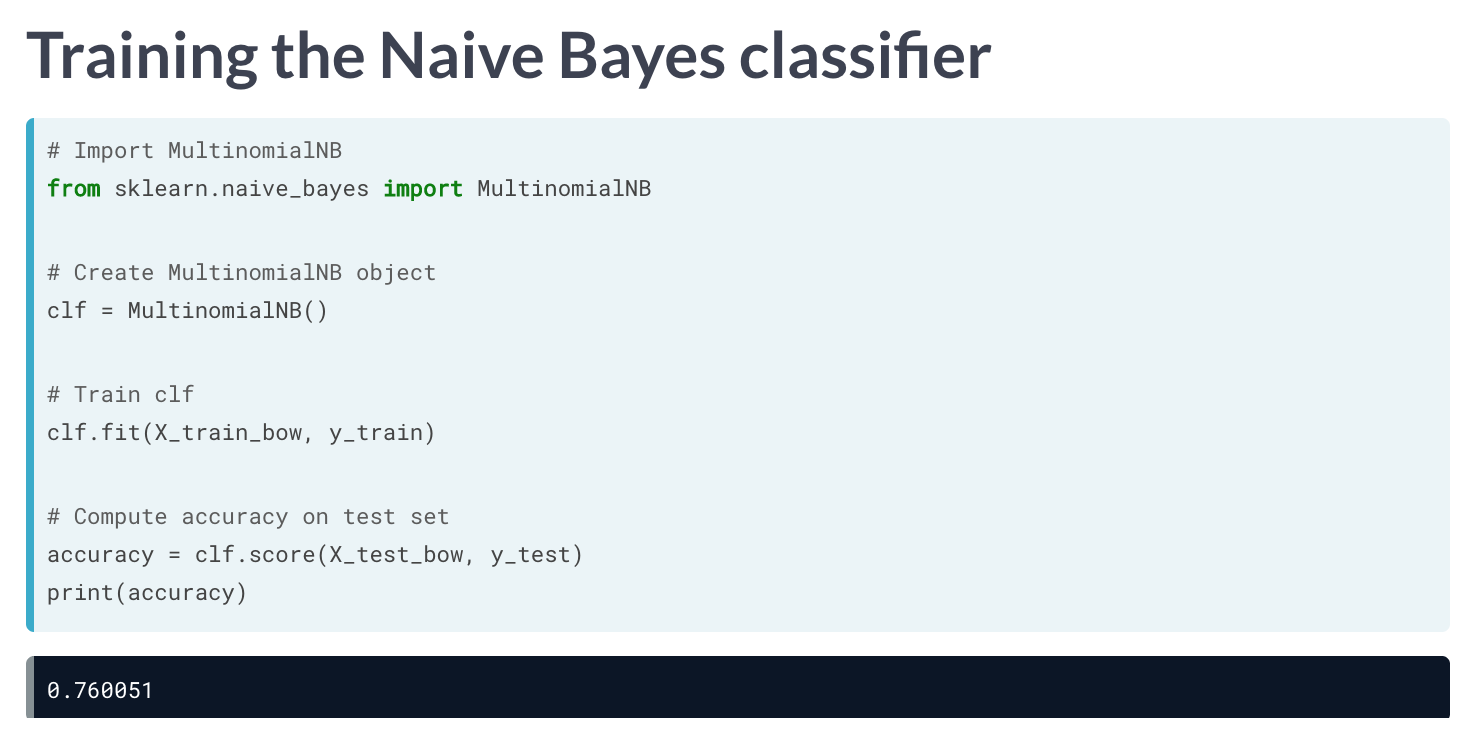 Training the Naive Bayes classifier
# Import MultinomialNB
from sklearn.naive_bayes import MultinomialNB
# Create MultinomialNB object
clf = MultinomialNB()
# Train clf
clf.fit(X_train_bow, y_train)
# Compute accuracy on test set
accuracy = clf.score(X_test_bow, y_test)
print(accuracy)
0.760051